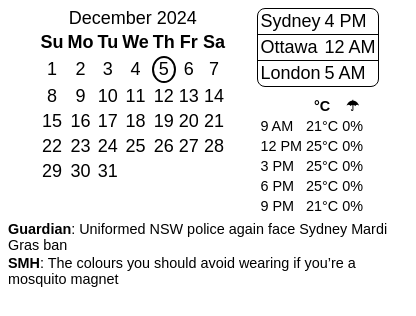 December 2024
Su Mo Tu We Th Fr Sa
1 2 3 4 5 6 7
8 9 10 11 12 13 14
15 16 17 18 19 20 21
22 23 24 25 26 27 28
29 30 31
Sydney 4 PM
Ottawa 12 AM
London 5 AM
°C ☂
9 AM 21°C 0%
12 PM 25°C 0%
3 PM 25°C 0%
6 PM 25°C 0%
9 PM 21°C 0%
Guardian: Uniformed NSW police again face Sydney Mardi
Gras ban
SMH: The colours you should avoid wearing if you’re a
mosquito magnet